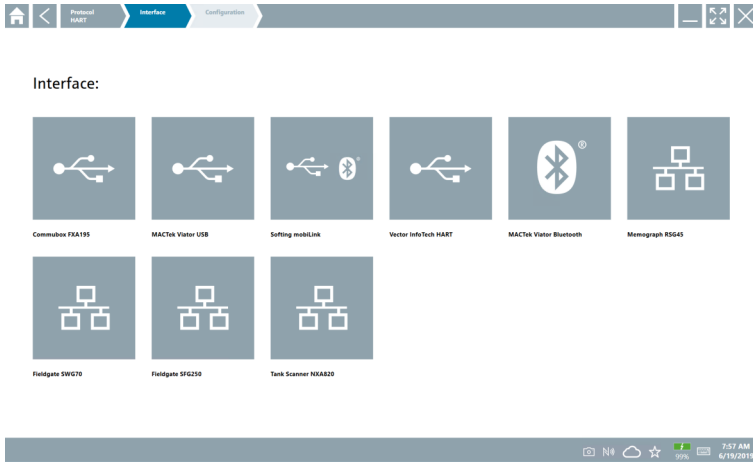 Protocol
HART
Interface
Configuration
Interface:
Commubox FXA195
MACTek Viator USB
Softing mobiLink
Vector InfoTech HART
MACTek Viator Bluetooth
Memograph RSG45
Fieldgate SWG70
Fieldgate SFG250
Tank Scanner NXA820
99%
7:57 AM
6/19/2019